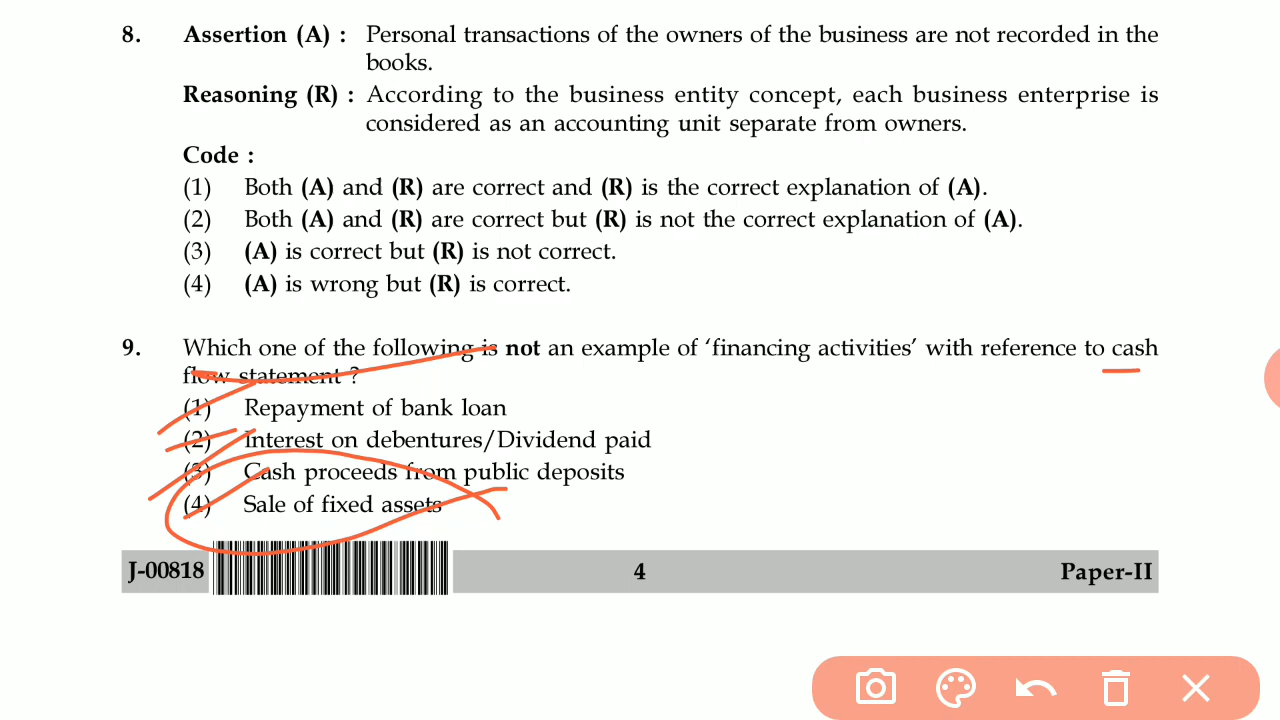 8. Assertion (A) : Personal transactions of the owners of the business are not recorded in the
books.
Reasoning (R) : According to the business entity concept, each business enterprise is
considered as an accounting unit separate from owners.
Code :
(1) Both (A) and (R) are correct and (R) is the correct explanation of (A).
(2) Both (A) and (R) are correct but (R) is not the correct explanation of (A).
(3) (A) is correct but (R) is not correct.
(4) (A) is wrong but (R) is correct.
9. Which one of the following is not an example of ‘financing activities’ with reference to cash
flow statement ?
(1) Repayment of bank loan
(2) Interest on debentures/Dividend paid
(3) Cash proceeds from public deposits
(4) Sale of fixed assets
J-00818 4 Paper-II